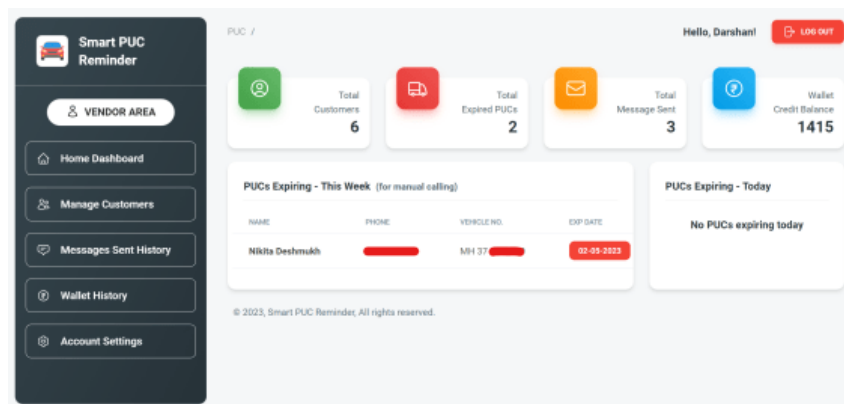 Smart PUC
Reminder
VENDOR AREA
Home Dashboard
Manage Customers
Messages Sent History
Wallet History
Account Settings
PUC /
Hello, Darshan!
LOG OUT
Total
Customers
6
Total
Expired PUCs
2
Total
Message Sent
3
Wallet
Credit Balance
1415
PUCs Expiring - This Week (for manual calling)
NAME PHONE VEHICLE NO. EXP DATE
Nikita Deshmukh MH 37 02-05-2023
PUCs Expiring - Today
No PUCs expiring today
© 2023, Smart PUC Reminder, All rights reserved.